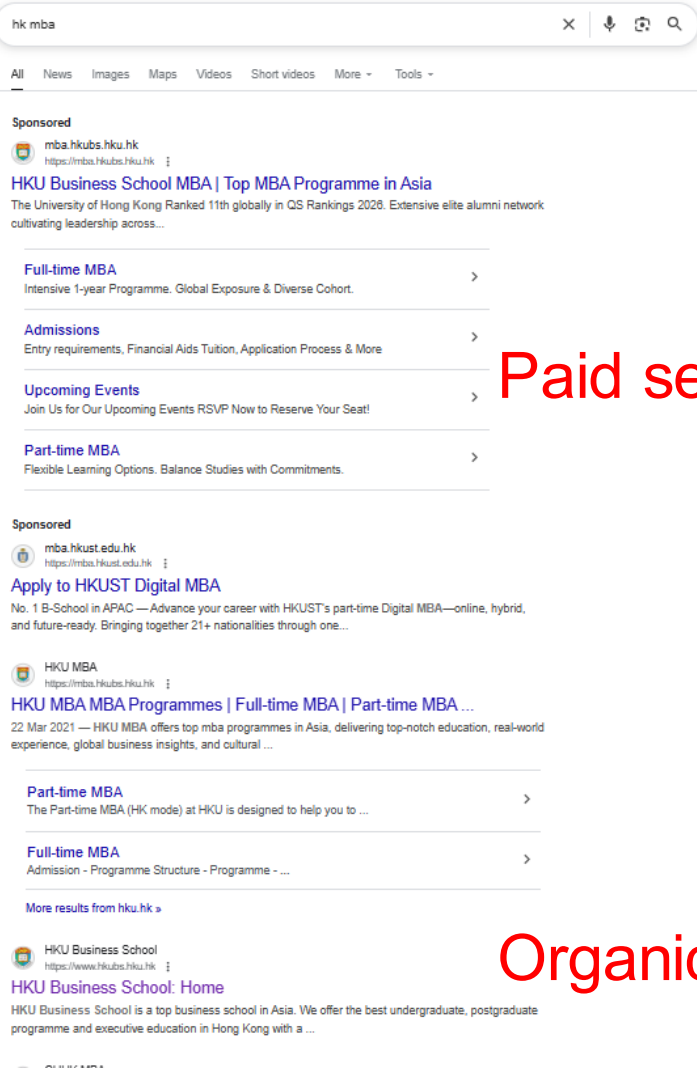 hk mba
All News Images Maps Videos Short videos More Tools
Sponsored
mba.hkubs.hku.hk
https://mba.hkubs.hku.hk
HKU Business School MBA | Top MBA Programme in Asia
The University of Hong Kong Ranked 11th globally in QS Rankings 2026. Extensive elite alumni network
cultivating leadership across...
Full-time MBA
Intensive 1-year Programme. Global Exposure & Diverse Cohort.
Admissions
Entry requirements, Financial Aids Tuition, Application Process & More
Paid se
Upcoming Events
Join Us for Our Upcoming Events RSVP Now to Reserve Your Seat!
Part-time MBA
Flexible Learning Options. Balance Studies with Commitments.
Sponsored
mba.hkust.edu.hk
https://mba.hkust.edu.hk
Apply to HKUST Digital MBA
No. 1 B-School in APAC — Advance your career with HKUST's part-time Digital MBA—online, hybrid,
and future-ready. Bringing together 21+ nationalities through one...
HKU MBA
https://mba.hkubs.hku.hk
HKU MBA MBA Programmes | Full-time MBA | Part-time MBA ...
22 Mar 2021 — HKU MBA offers top mba programmes in Asia, delivering top-notch education, real-world
experience, global business insights, and cultural ...
Part-time MBA
The Part-time MBA (HK mode) at HKU is designed to help you to ...
Full-time MBA
Admission - Programme Structure - Programme - ...
More results from hku.hk »
HKU Business School
https://www.hkubs.hku.hk
Organic
HKU Business School: Home
HKU Business School is a top business school in Asia. We offer the best undergraduate, postgraduate
programme and executive education in Hong Kong with a ...